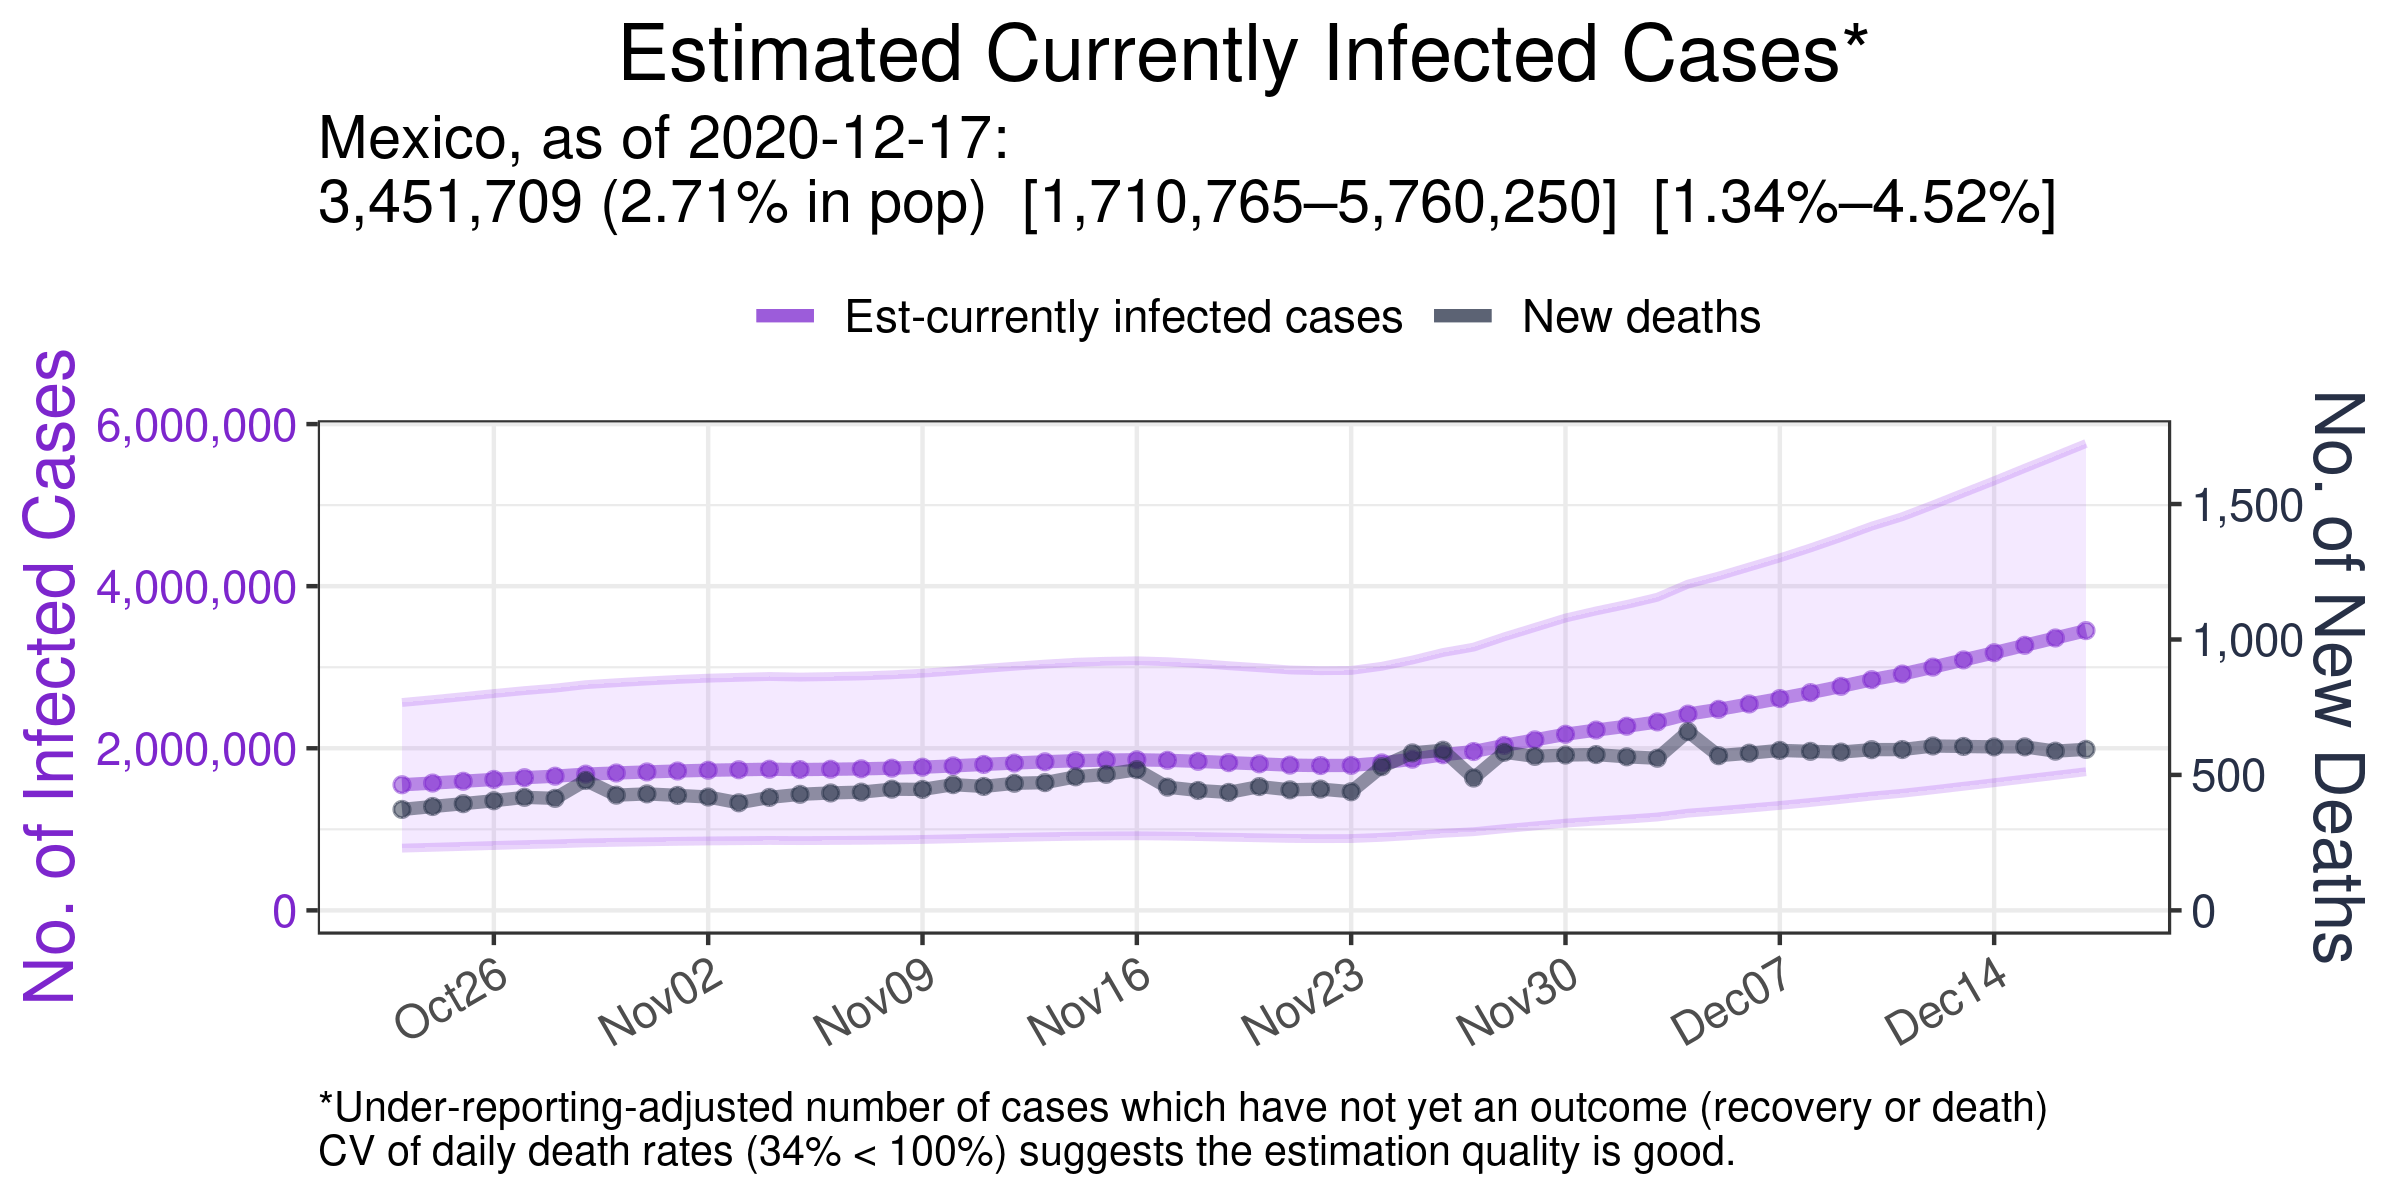 Estimated Currently Infected Cases*
Mexico, as of 2020-12-17:
3,451,709 (2.71% in pop)  [1,710,765–5,760,250]  [1.34%–4.52%]
Est-currently infected cases
New deaths
No. of Infected Cases
6,000,000
4,000,000
2,000,000
0
1,500
1,000
500
0
No. of New Deaths
Oct26
Nov02
Nov09
Nov16
Nov23
Nov30
Dec07
Dec14
*Under-reporting-adjusted number of cases which have not yet an outcome (recovery or death)
CV of daily death rates (34% < 100%) suggests the estimation quality is good.